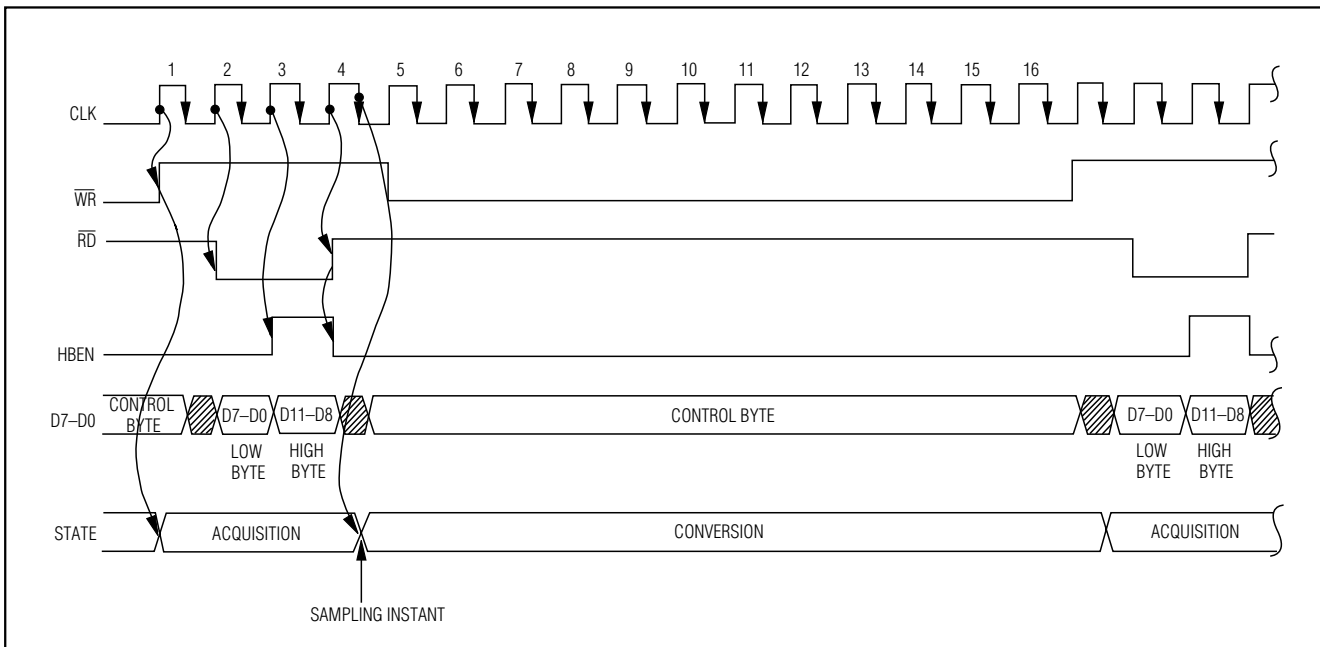 1 2 3 4 5 6 7 8 9 10 11 12 13 14 15 16
CLK
WR
RD
HBEN
D7–D0
CONTROL
BYTE
D7–D0
D11–D8
CONTROL BYTE
D7–D0
D11–D8
LOW
BYTE
HIGH
BYTE
LOW
BYTE
HIGH
BYTE
STATE
ACQUISITION
CONVERSION
ACQUISITION
SAMPLING INSTANT